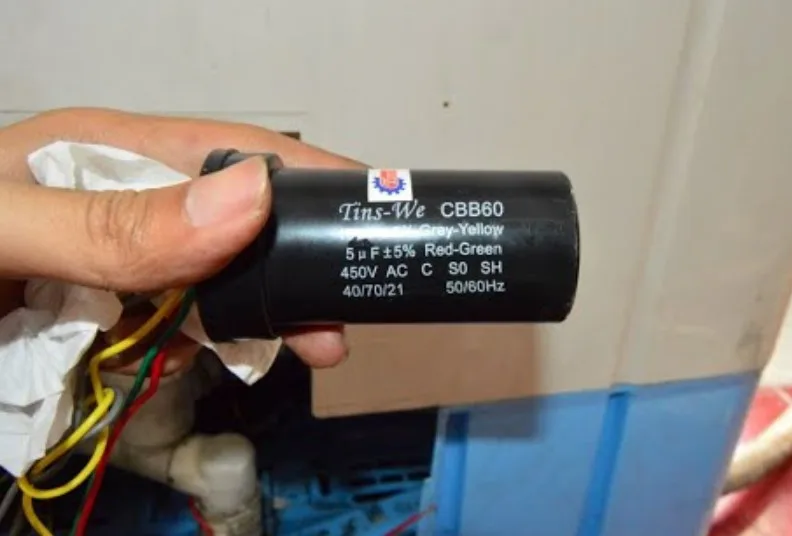 Tins-We CBB60
Gray-Yellow
5 μF±5% Red-Green
450V AC C S0 SH
40/70/21 50/60Hz